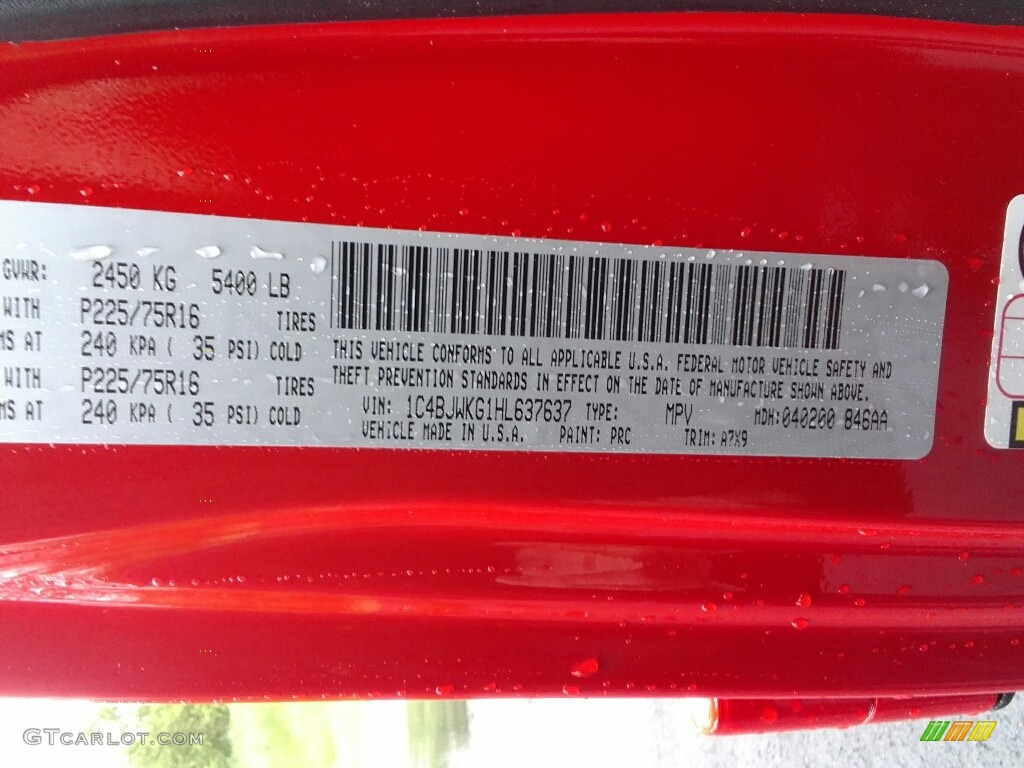 GVWR: 2450 KG 5400 LB
WITH P225/75R16 TIRES
MS AT 240 KPA ( 35 PSI) COLD
WITH P225/75R16 TIRES
MS AT 240 KPA ( 35 PSI) COLD
THIS VEHICLE CONFORMS TO ALL APPLICABLE U.S.A. FEDERAL MOTOR VEHICLE SAFETY AND
THEFT PREVENTION STANDARDS IN EFFECT ON THE DATE OF MANUFACTURE SHOWN ABOVE.
VIN: 1C4BJWKG1HL637637 TYPE: MPV MDH:040200 846AA
VEHICLE MADE IN U.S.A. PAINT: PRC TRIM: A7X9
GTCARLOT.COM